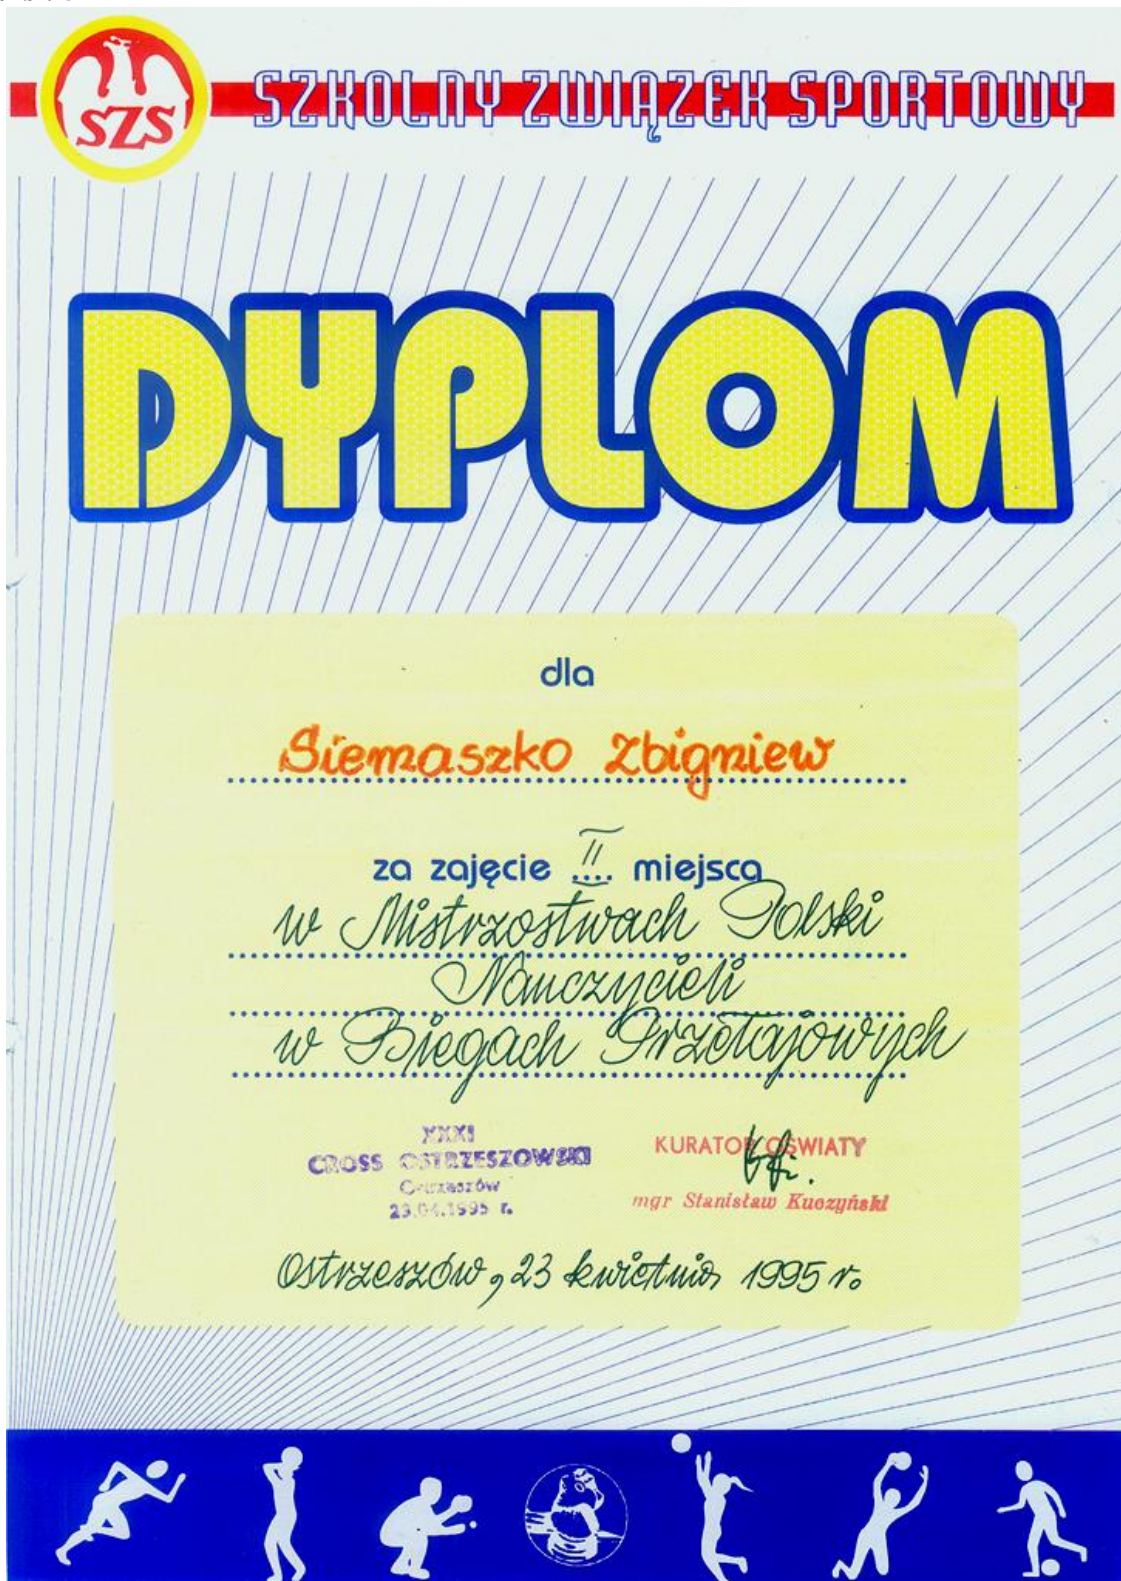 SZS
SZKOLNY ZWIĄZEK SPORTOWY
DYPLOM
dla
Siemaszko Zbigniew
za zajęcie II miejsca
w Mistrzostwach Polski
Nauczycieli
w Biegach Przełajowych
XXXI
CROSS OSTRZESZOWSKI
Ostrzeszów
23.04.1995 r.
KURATOR OŚWIATY
mgr Stanisław Kuczyński
Ostrzeszów, 23 kwietnia 1995 r.